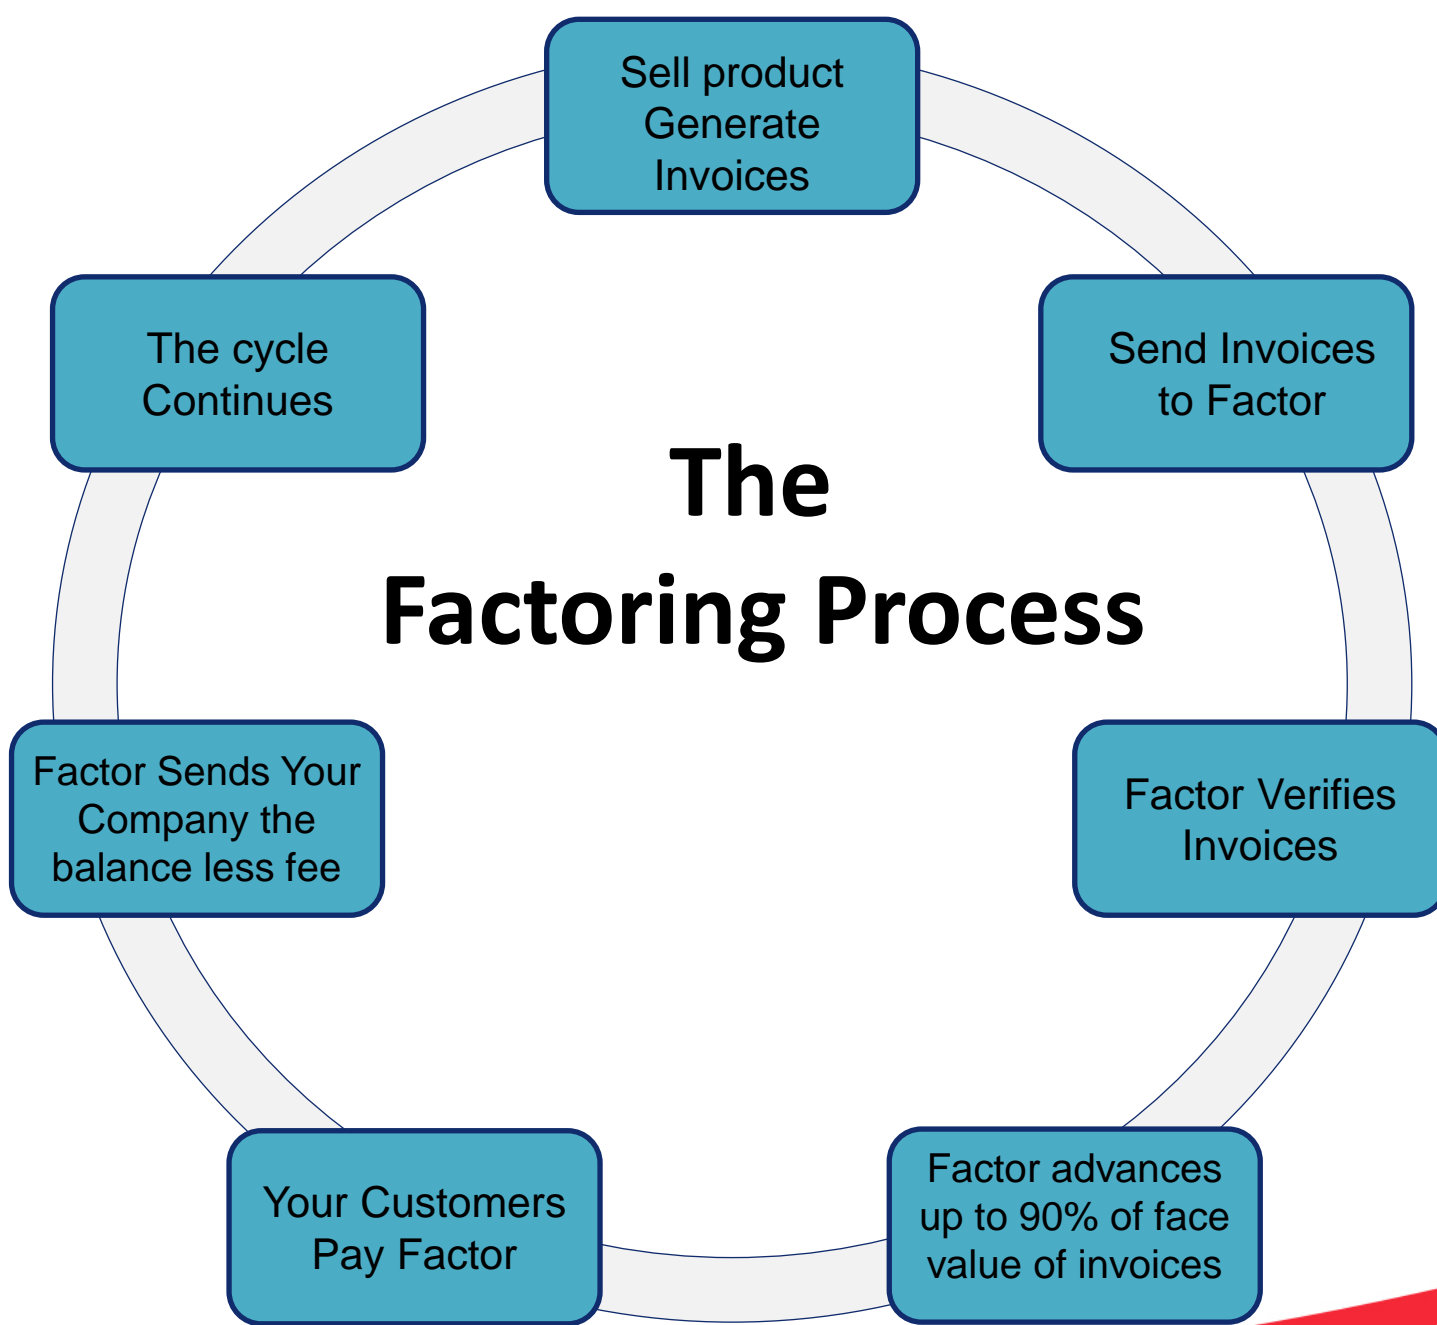 Sell product
Generate
Invoices
Send Invoices
to Factor
Factor Verifies
Invoices
Factor advances
up to 90% of face
value of invoices
Your Customers
Pay Factor
Factor Sends Your
Company the
balance less fee
The cycle
Continues
The
Factoring Process